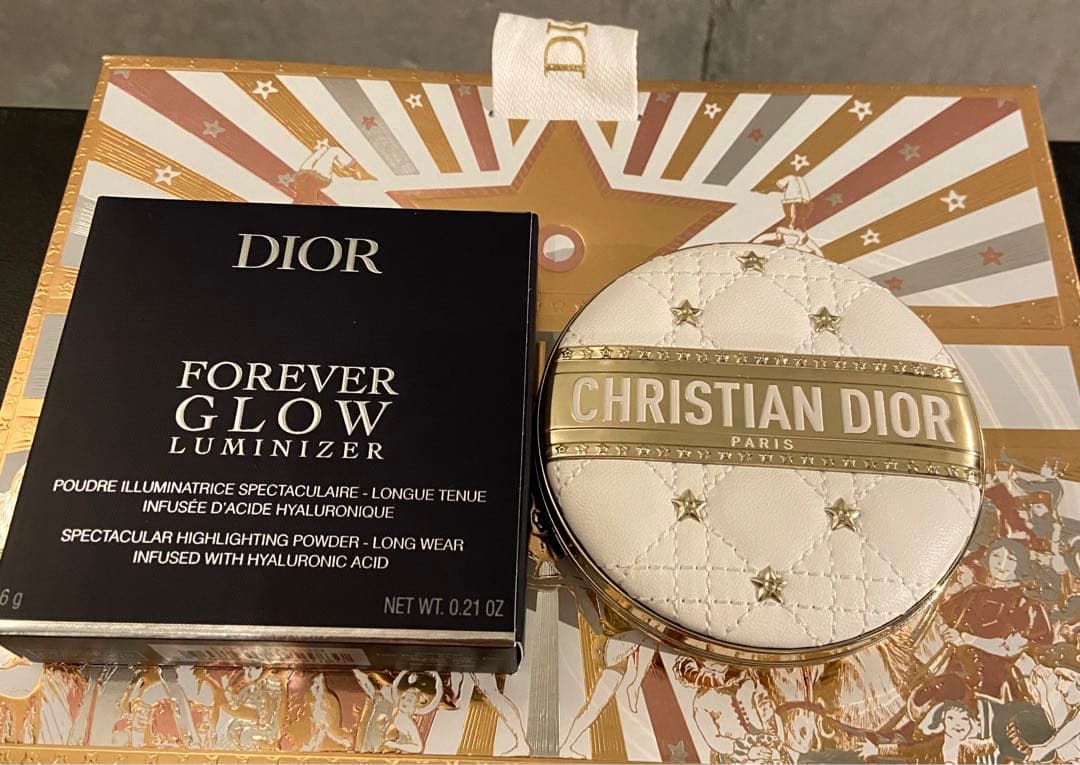 DIOR
FOREVER
GLOW
LUMINIZER
POUDRE ILLUMINATRICE SPECTACULAIRE - LONGUE TENUE
INFUSÉE D'ACIDE HYALURONIQUE
SPECTACULAR HIGHLIGHTING POWDER - LONG WEAR
INFUSED WITH HYALURONIC ACID
6 g
NET WT. 0.21 OZ
CHRISTIAN DIOR
PARIS